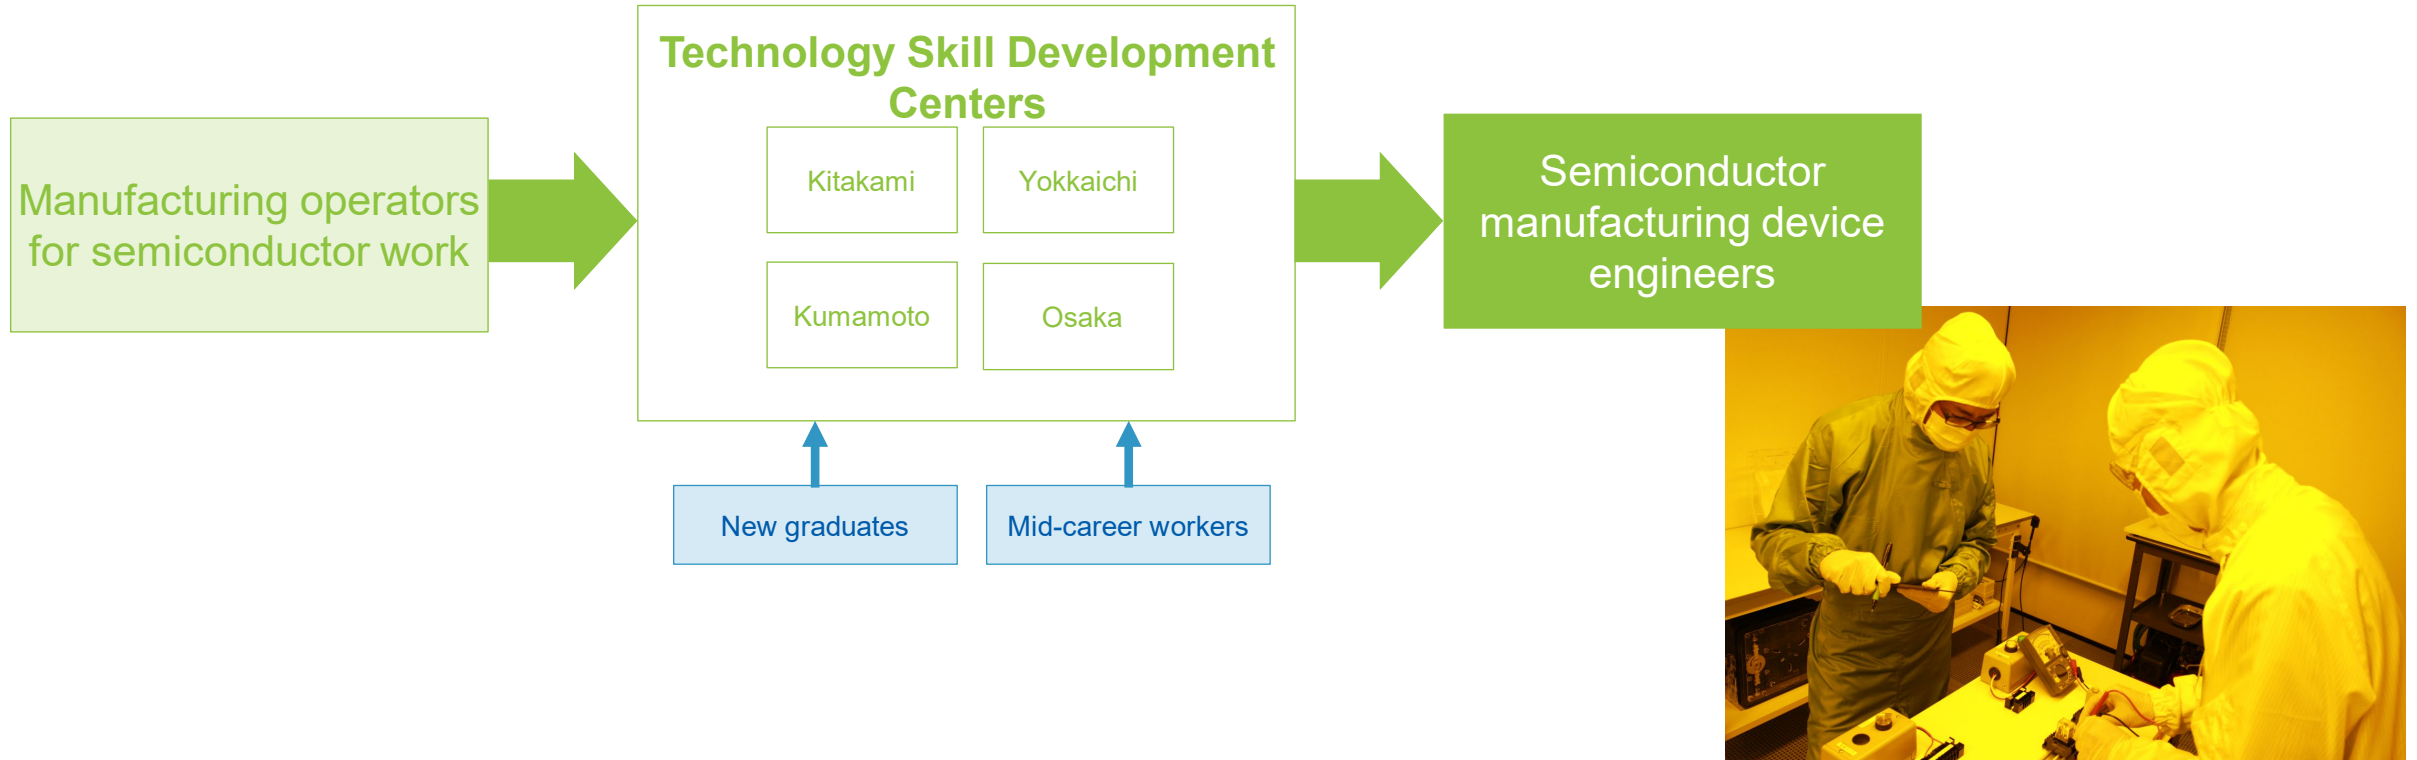 Technology Skill Development
Centers
Manufacturing operators
for semiconductor work
Kitakami
Yokkaichi
Kumamoto
Osaka
Semiconductor
manufacturing device
engineers
New graduates
Mid-career workers